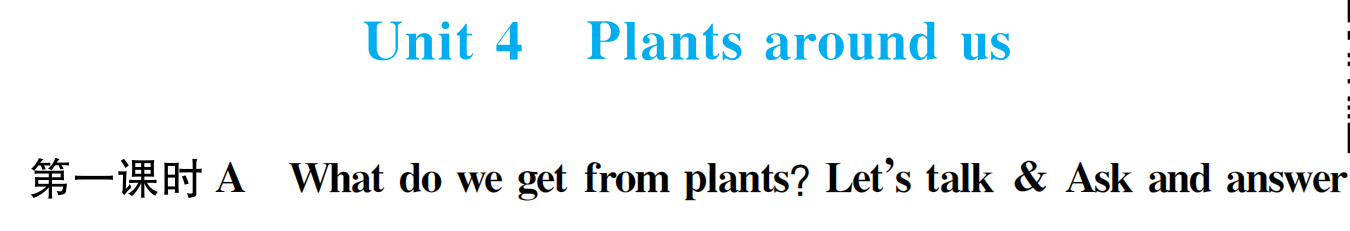 Unit 4 Plants around us
第一课时 A What do we get from plants? Let's talk & Ask and answer